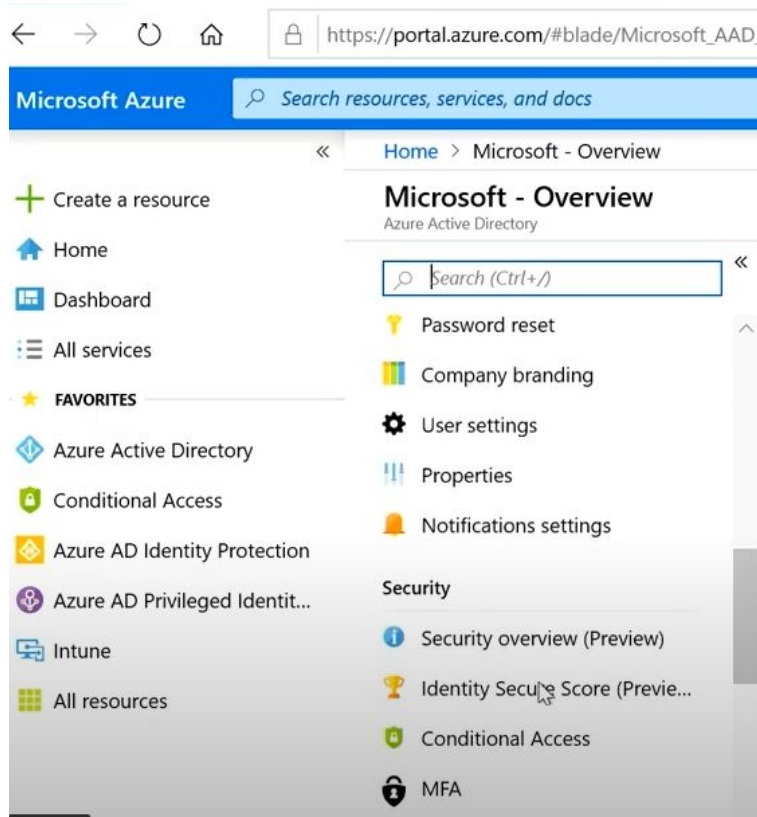 https://portal.azure.com/#blade/Microsoft_AAD_
Microsoft Azure
Search resources, services, and docs
«
Home > Microsoft - Overview
Create a resource
Home
Dashboard
All services
FAVORITES
Azure Active Directory
Conditional Access
Azure AD Identity Protection
Azure AD Privileged Identit...
Intune
All resources
Microsoft - Overview
Azure Active Directory
«
Search (Ctrl+/)
Password reset
Company branding
User settings
Properties
Notifications settings
Security
Security overview (Preview)
Identity Secure Score (Previe...
Conditional Access
MFA